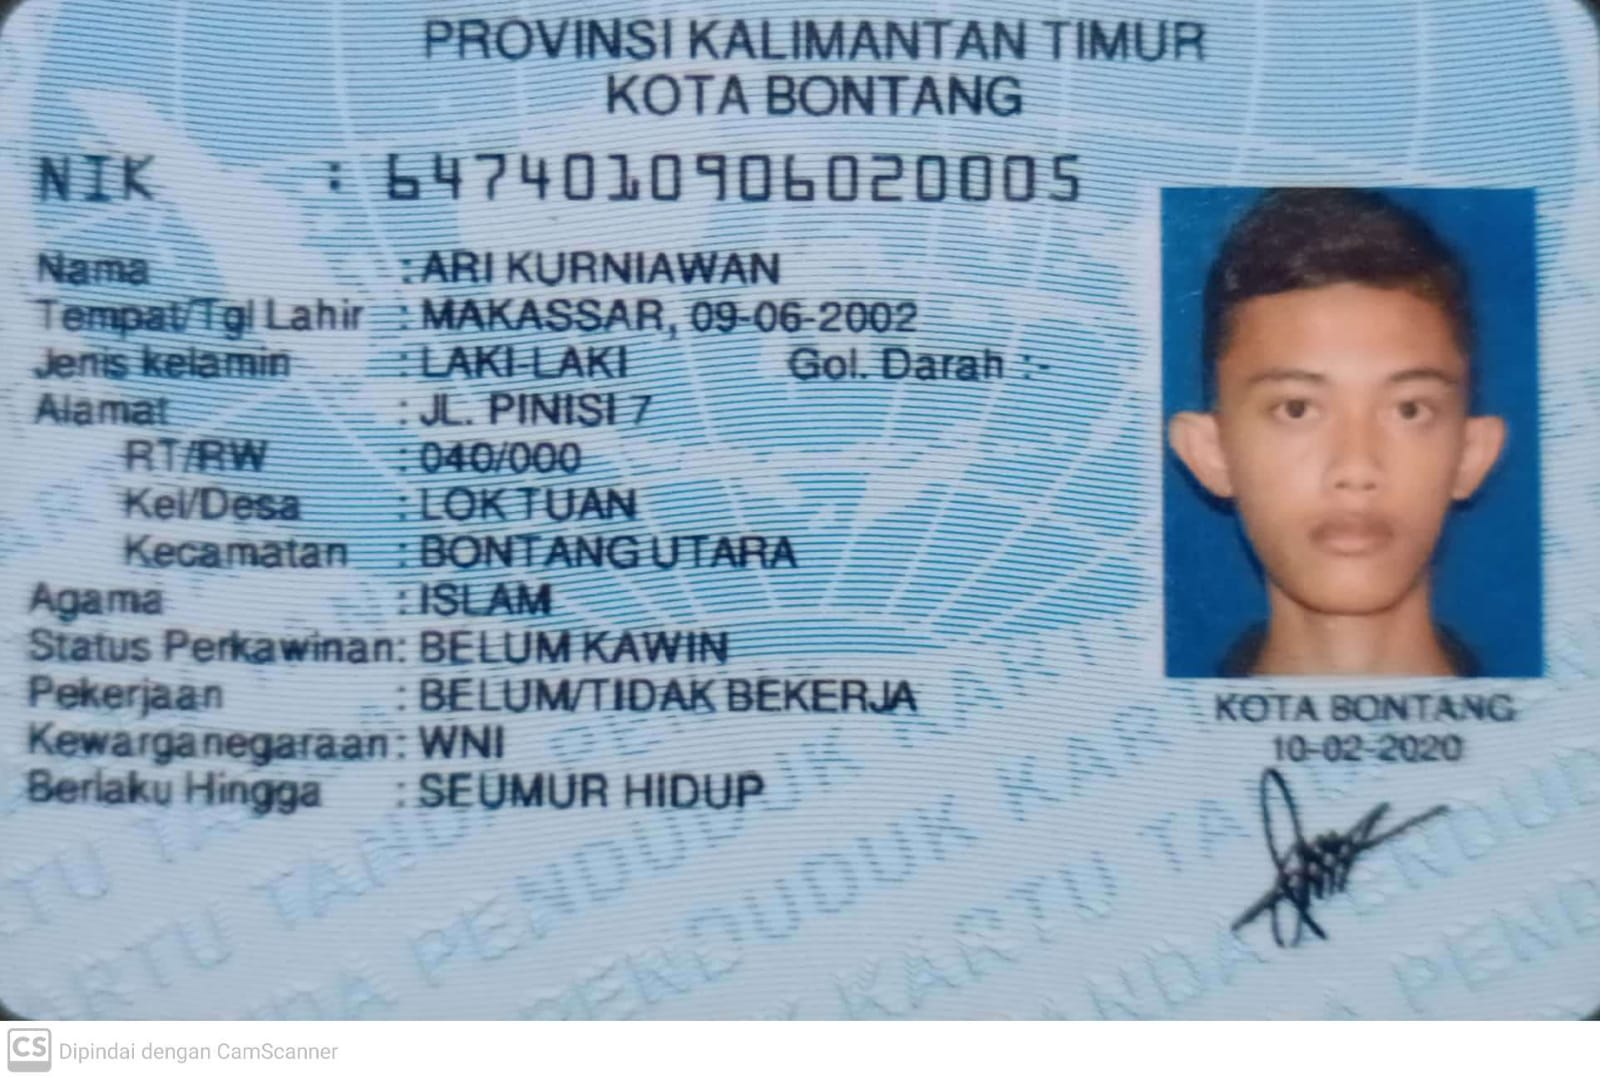 PROVINSI KALIMANTAN TIMUR
KOTA BONTANG
NIK : 6474010906020005
Nama : ARI KURNIAWAN
Tempat/Tgl Lahir : MAKASSAR, 09-06-2002
Jenis kelamin : LAKI-LAKI Gol. Darah :-
Alamat : JL. PINISI 7
RT/RW : 040/000
Kel/Desa : LOK TUAN
Kecamatan : BONTANG UTARA
Agama : ISLAM
Status Perkawinan: BELUM KAWIN
Pekerjaan : BELUM/TIDAK BEKERJA
Kewarganegaraan: WNI
Berlaku Hingga : SEUMUR HIDUP
KOTA BONTANG
10-02-2020
CS Dipindai dengan CamScanner